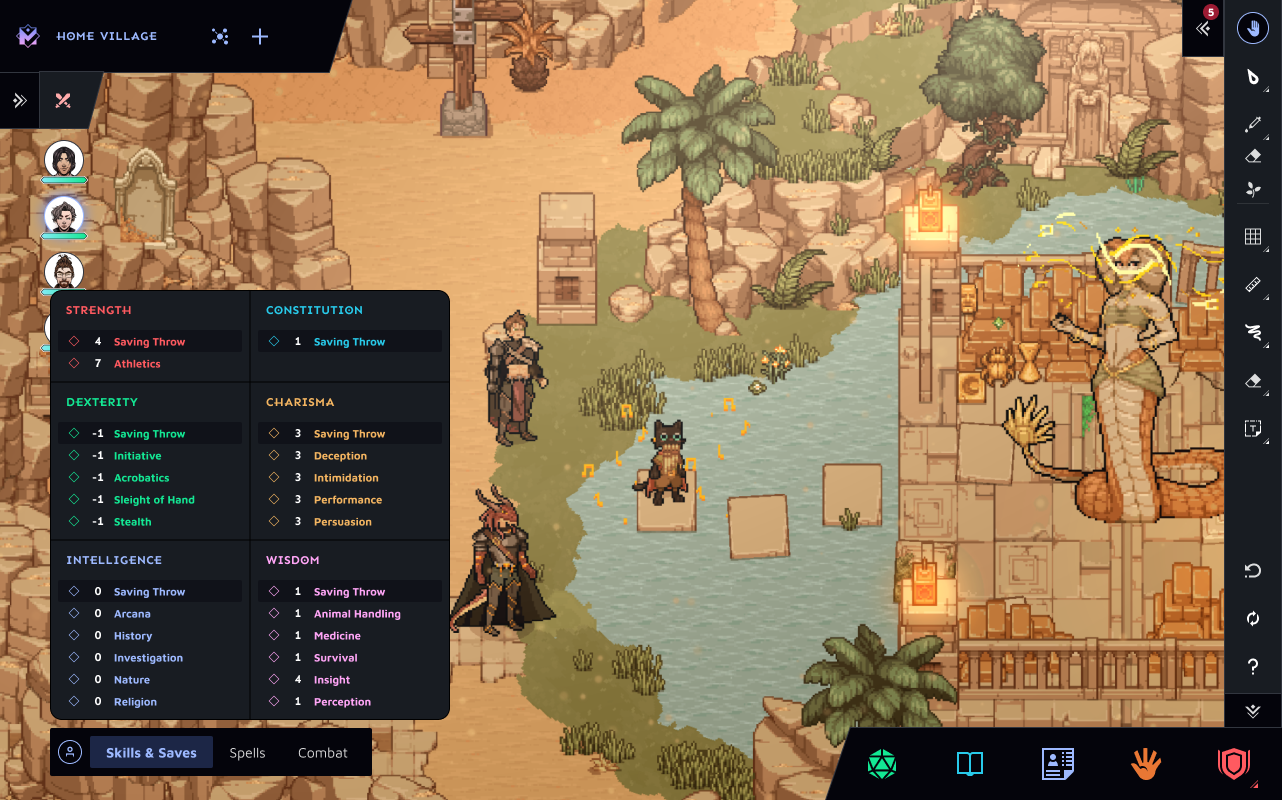 HOME VILLAGE
5
STRENGTH
4 Saving Throw
7 Athletics
CONSTITUTION
1 Saving Throw
DEXTERITY
-1 Saving Throw
-1 Initiative
-1 Acrobatics
-1 Sleight of Hand
-1 Stealth
CHARISMA
3 Saving Throw
3 Deception
3 Intimidation
3 Performance
3 Persuasion
INTELLIGENCE
0 Saving Throw
0 Arcana
0 History
0 Investigation
0 Nature
0 Religion
WISDOM
1 Saving Throw
1 Animal Handling
1 Medicine
1 Survival
4 Insight
1 Perception
Skills & Saves Spells Combat
T
?